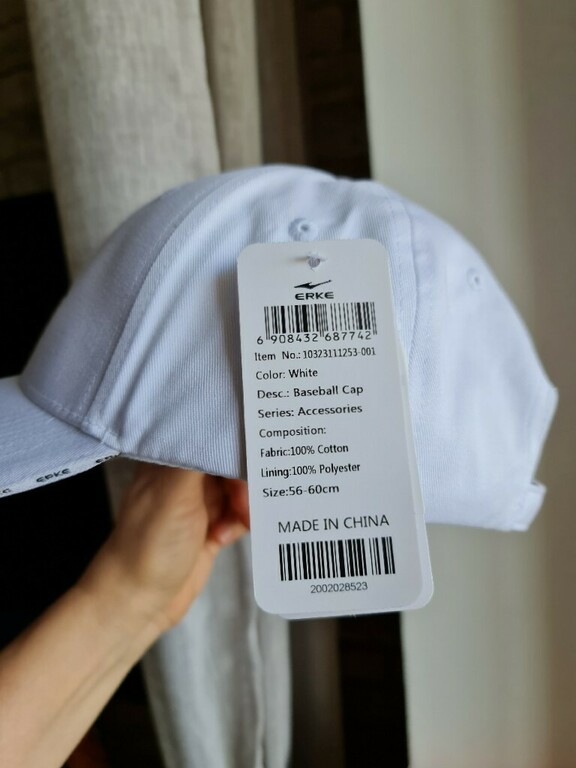 ERKE
6 908432 687742
Item No.: 10323111253-001
Color: White
Desc.: Baseball Cap
Series: Accessories
Composition:
Fabric:100% Cotton
Lining:100% Polyester
Size:56-60cm
MADE IN CHINA
2002028523
ERKE